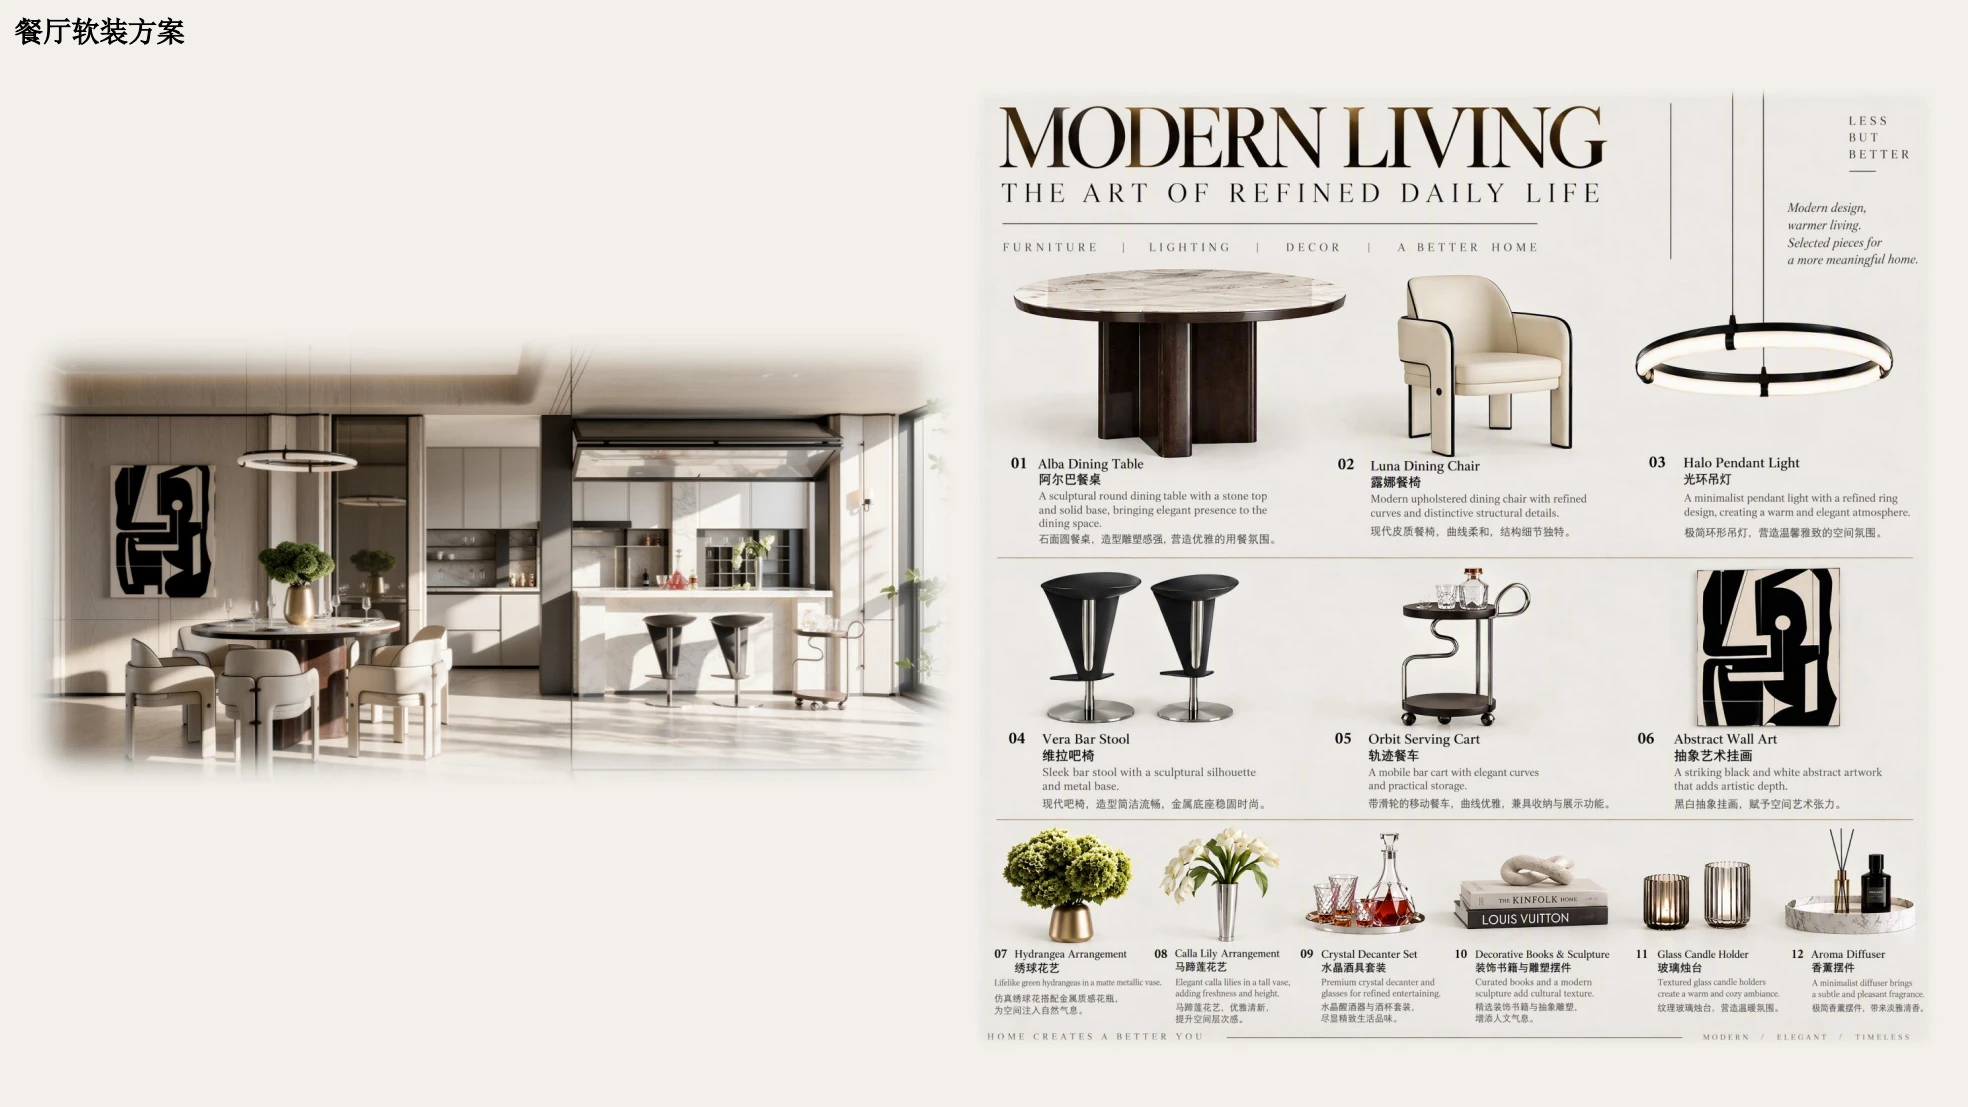 餐厅软装方案
MODERN LIVING
THE ART OF REFINED DAILY LIFE
FURNITURE | LIGHTING | DECOR | A BETTER HOME
LESS
BUT
BETTER
Modern design,
warmer living.
Selected pieces for
a more meaningful home.
01 Alba Dining Table
阿尔巴餐桌
A sculptural round dining table with a stone top
and solid base, bringing elegant presence to the
dining space.
石面圆餐桌，造型雕塑感强，营造优雅的用餐氛围。
02 Luna Dining Chair
露娜餐椅
Modern upholstered dining chair with refined
curves and distinctive structural details.
现代皮质餐椅，曲线柔和，结构细节独特。
03 Halo Pendant Light
光环吊灯
A minimalist pendant light with a refined ring
design, creating a warm and elegant atmosphere.
极简环形吊灯，营造温馨雅致的空间氛围。
04 Vera Bar Stool
维拉吧椅
Sleek bar stool with a sculptural silhouette
and metal base.
现代吧椅，造型简洁流畅，金属底座稳固时尚。
05 Orbit Serving Cart
轨迹餐车
A mobile bar cart with elegant curves
and practical storage.
带滑轮的移动餐车，曲线优雅，兼具收纳与展示功能。
06 Abstract Wall Art
抽象艺术挂画
A striking black and white abstract artwork
that adds artistic depth.
黑白抽象挂画，赋予空间艺术张力。
THE KINFOLK HOME
LOUIS VUITTON
07 Hydrangea Arrangement
绣球花艺
Lifelike green hydrangeas in a matte metallic vase.
仿真绣球花搭配金属质感花瓶，
为空间注入自然气息。
08 Calla Lily Arrangement
马蹄莲花艺
Elegant calla lilies in a tall vase,
adding freshness and height.
马蹄莲花艺，优雅清新，
提升空间层次感。
09 Crystal Decanter Set
水晶酒具套装
Premium crystal decanter and
glasses for refined entertaining.
水晶醒酒器与酒杯套装，
尽显精致生活品味。
10 Decorative Books & Sculpture
装饰书籍与雕塑摆件
Curated books and a modern
sculpture add cultural texture.
精选装饰书籍与抽象雕塑，
增添人文气息。
11 Glass Candle Holder
玻璃烛台
Textured glass candle holders
create a warm and cozy ambiance.
纹理玻璃烛台，营造温暖氛围。
12 Aroma Diffuser
香薰摆件
A minimalist diffuser brings
a subtle and pleasant fragrance.
极简香薰摆件，带来淡雅清香。
HOME CREATES A BETTER YOU
MODERN / ELEGANT / TIMELESS